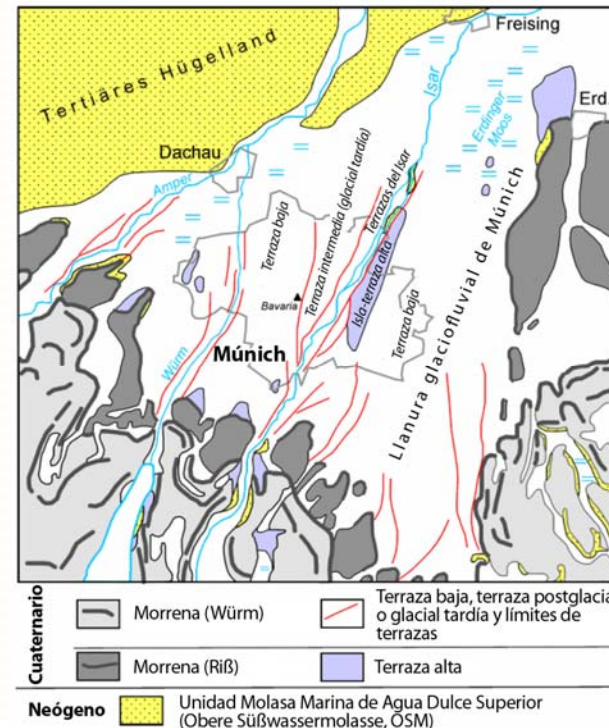 Freising
Tertiäres Hügelland
Isar
Erd
Erdinger
Moos
Dachau
Amper
Terraza baja
Terraza intermedia (glacial tardía)
Terrazas del Isar
Isla-terraza alta
Terraza baja
Llanura glaciofluvial de Múnich
Bavaria
Múnich
Würm
Cuaternario
Morrena (Würm)
Terraza baja, terraza postglacia
o glacial tardía y límites de
terrazas
Morrena (Riß)
Terraza alta
Neógeno
Unidad Molasa Marina de Agua Dulce Superior
(Obere Süßwassermolasse, OSM)